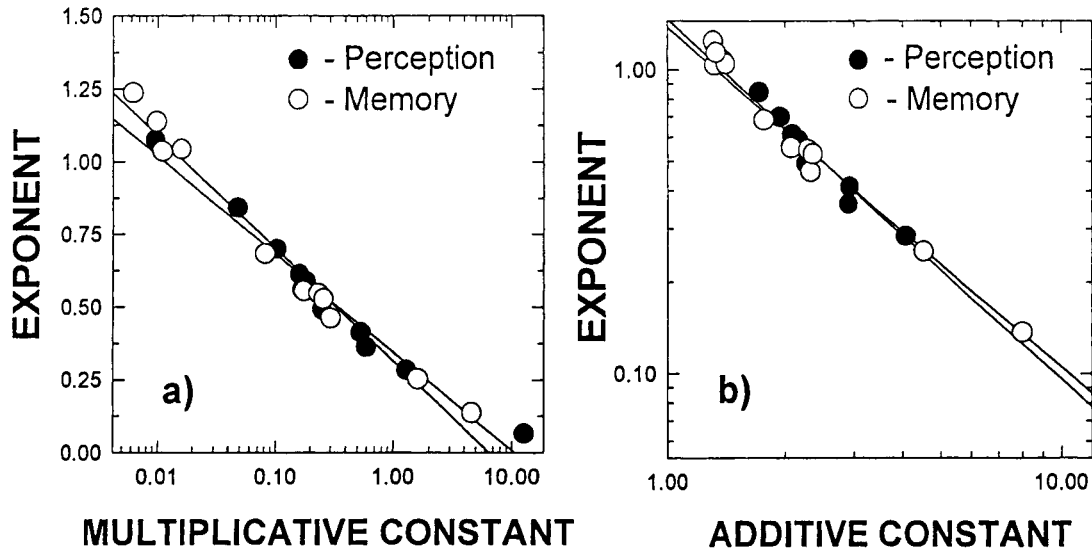 1.50
1.25
1.00
0.75
0.50
0.25
0.00
EXPONENT
● - Perception
○ - Memory
a)
0.01 0.10 1.00 10.00
MULTIPLICATIVE CONSTANT
1.00
0.10
EXPONENT
● - Perception
○ - Memory
b)
1.00 10.00
ADDITIVE CONSTANT